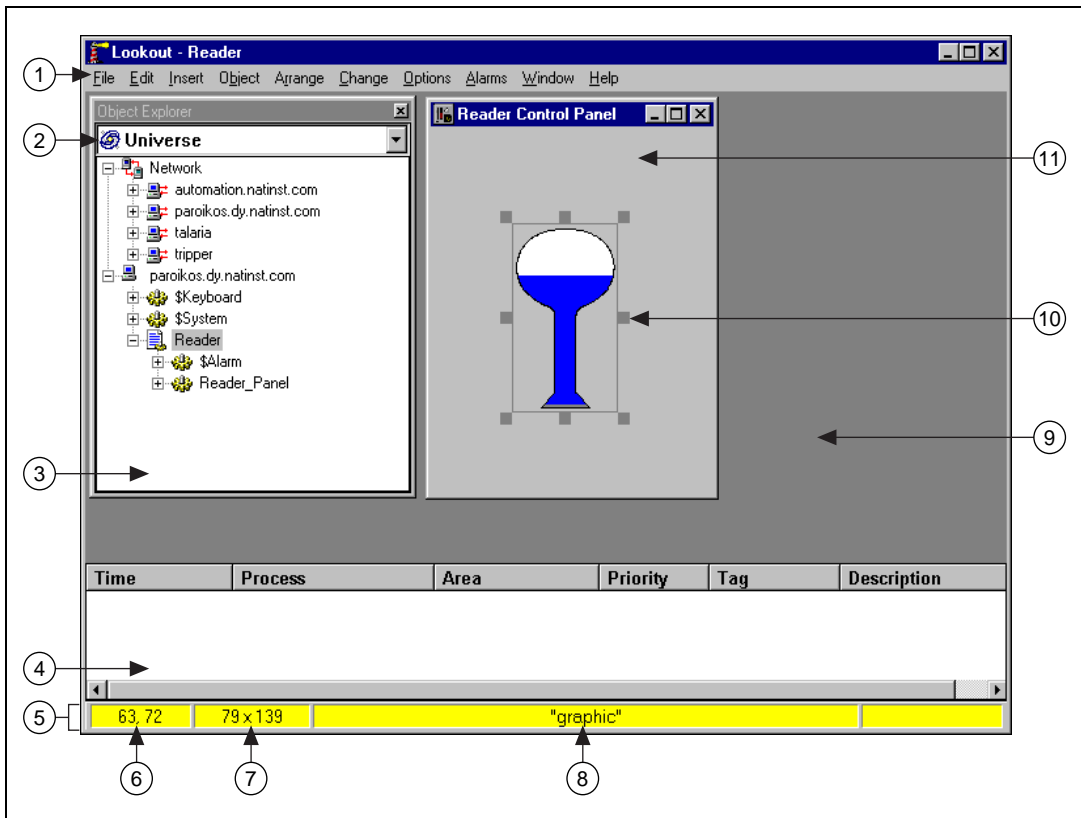 Lookout - Reader
1
File Edit Insert Object Arrange Change Options Alarms Window Help
Object Explorer
Reader Control Panel
2
Universe
11
Network
automation.natinst.com
paroikos.dy.natinst.com
talaria
tripper
paroikos.dy.natinst.com
$Keyboard
$System
Reader
$Alarm
Reader_Panel
10
9
3
Time Process Area Priority Tag Description
4
5
63, 72 79 x 139 "graphic"
6 7 8